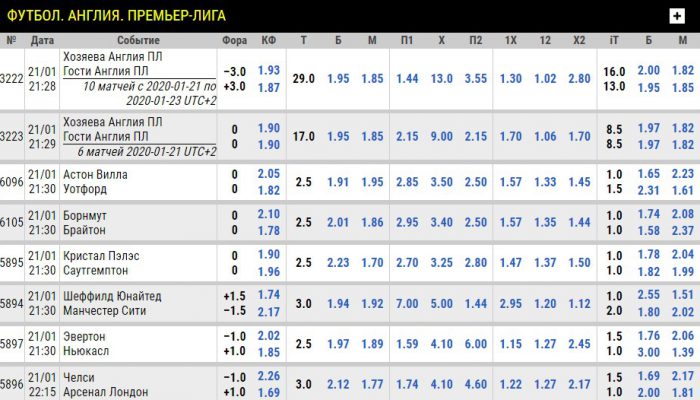 ФУТБОЛ. АНГЛИЯ. ПРЕМЬЕР-ЛИГА
№ Дата Событие Фора КФ Т Б М П1 Х П2 1Х 12 Х2 iТ Б М
Хозяева Англия ПЛ
3222 21/01 Гости Англия ПЛ −3.0 1.93 29.0 1.95 1.85 1.44 13.0 3.55 1.30 1.02 2.80 16.0 2.00 1.82
21:28 10 матчей с 2020-01-21 по +3.0 1.87 13.0 1.95 1.85
2020-01-23 UTC+2
Хозяева Англия ПЛ
3223 21/01 Гости Англия ПЛ 0 1.90 17.0 1.95 1.85 2.15 9.00 2.15 1.70 1.06 1.70 8.5 1.97 1.82
21:29 6 матчей 2020-01-21 UTC+2 0 1.90 8.5 1.97 1.82
6096 21/01 Астон Вилла 0 2.05 2.5 1.91 1.95 2.85 3.50 2.50 1.57 1.33 1.45 1.0 1.65 2.23
21:30 Уотфорд 0 1.82 1.5 2.31 1.61
6105 21/01 Борнмут 0 2.10 2.5 2.01 1.86 2.95 3.40 2.50 1.57 1.35 1.44 1.0 1.74 2.08
21:30 Брайтон 0 1.78 1.0 1.58 2.37
5895 21/01 Кристал Пэлэс 0 1.90 2.5 2.23 1.70 2.70 3.25 2.80 1.47 1.37 1.50 1.0 1.78 2.04
21:30 Саутгемптон 0 1.96 1.0 1.82 1.99
5894 21/01 Шеффилд Юнайтед +1.5 1.74 3.0 1.94 1.92 7.00 5.00 1.44 2.95 1.20 1.12 1.0 2.55 1.51
21:30 Манчестер Сити −1.5 2.17 2.0 1.80 2.02
5897 21/01 Эвертон −1.0 2.02 2.5 1.97 1.89 1.59 4.10 6.00 1.15 1.27 2.45 1.5 1.76 2.06
21:30 Ньюкасл +1.0 1.85 1.0 3.00 1.39
5896 21/01 Челси −1.0 2.26 3.0 2.12 1.77 1.74 4.10 4.60 1.22 1.27 2.17 1.5 1.69 2.17
22:15 Арсенал Лондон +1.0 1.69 1.0 2.00 1.81